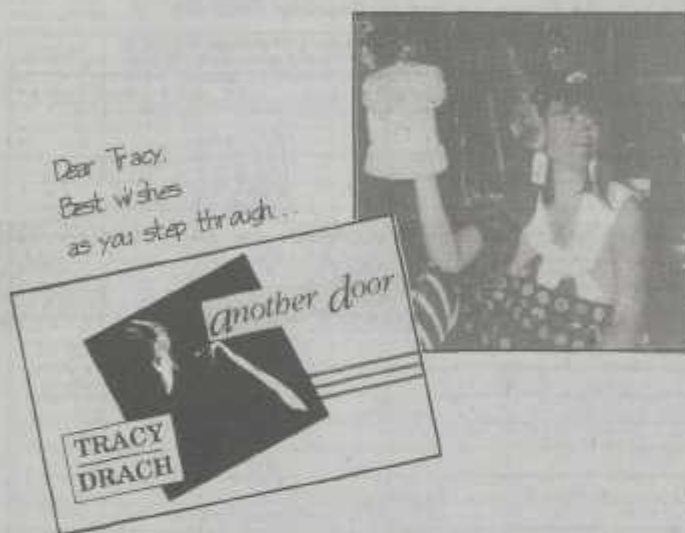 Dear Tracy,
Best wishes
as you step through...
another door
TRACY
DRACH